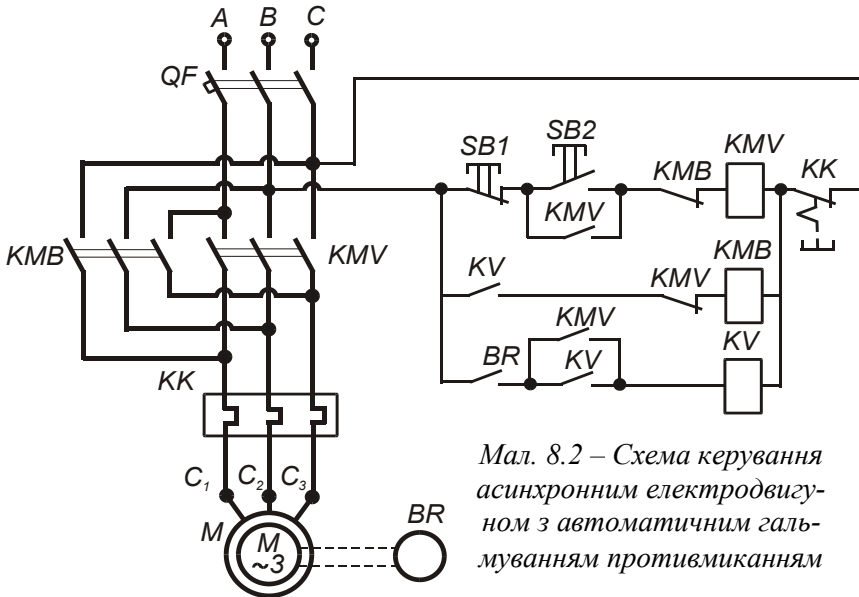 A B C
QF
SB1 SB2 KMB KMV KK
KMV
KMB KMV
KV KMV KMB
KMV
BR KV KV
KK
C1 C2 C3
M
M
~3
BR
Мал. 8.2 – Схема керування
асинхронним електродвигу-
ном з автоматичним галь-
муванням противмиканням